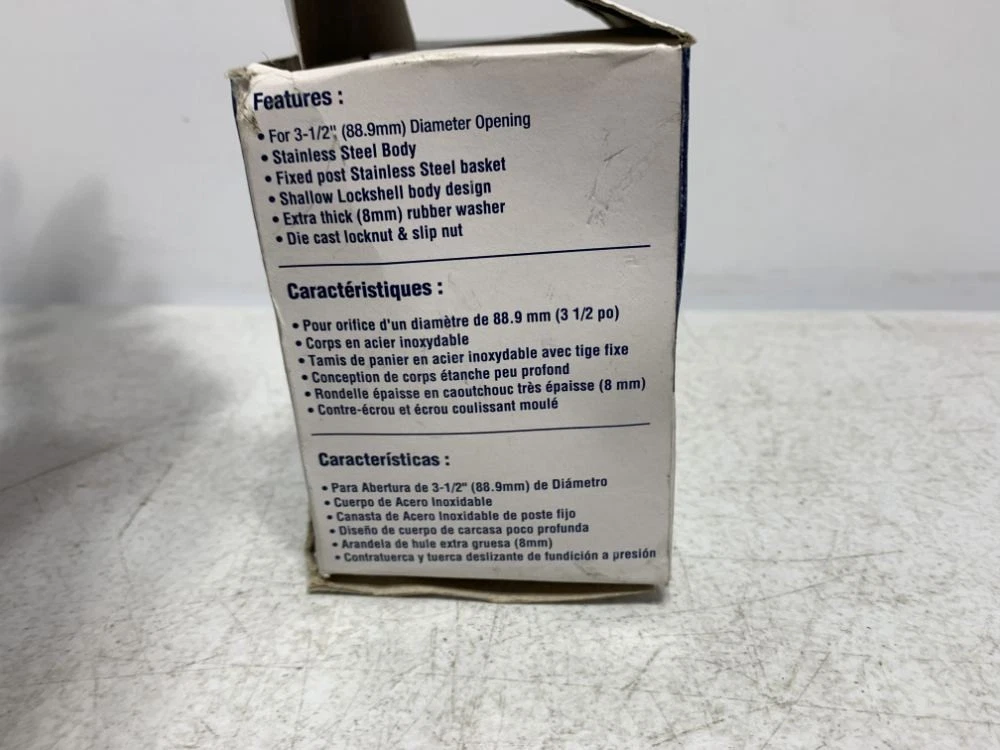 Features :
• For 3-1/2" (88.9mm) Diameter Opening
• Stainless Steel Body
• Fixed post Stainless Steel basket
• Shallow Lockshell body design
• Extra thick (8mm) rubber washer
• Die cast locknut & slip nut
Caractéristiques :
• Pour orifice d'un diamètre de 88.9 mm (3 1/2 po)
• Corps en acier inoxydable
• Tamis de panier en acier inoxydable avec tige fixe
• Conception de corps étanche peu profond
• Rondelle épaisse en caoutchouc très épaisse (8 mm)
• Contre-écrou et écrou coulissant moulé
Características :
• Para Abertura de 3-1/2" (88.9mm) de Diámetro
• Cuerpo de Acero Inoxidable
• Canasta de Acero Inoxidable de poste fijo
• Diseño de cuerpo de carcasa poco profunda
• Arandela de hule extra gruesa (8mm)
• Contratuerca y tuerca deslizante de fundición a presión